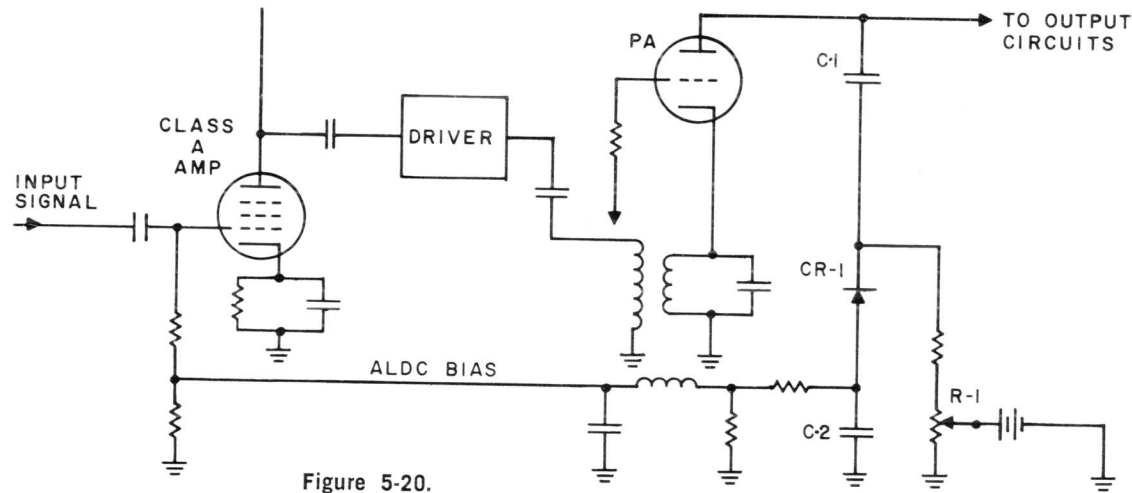 TO OUTPUT
CIRCUITS
PA
C-1
CLASS
A
AMP
DRIVER
INPUT
SIGNAL
CR-1
ALDC BIAS
R-1
C-2
Figure 5-20.